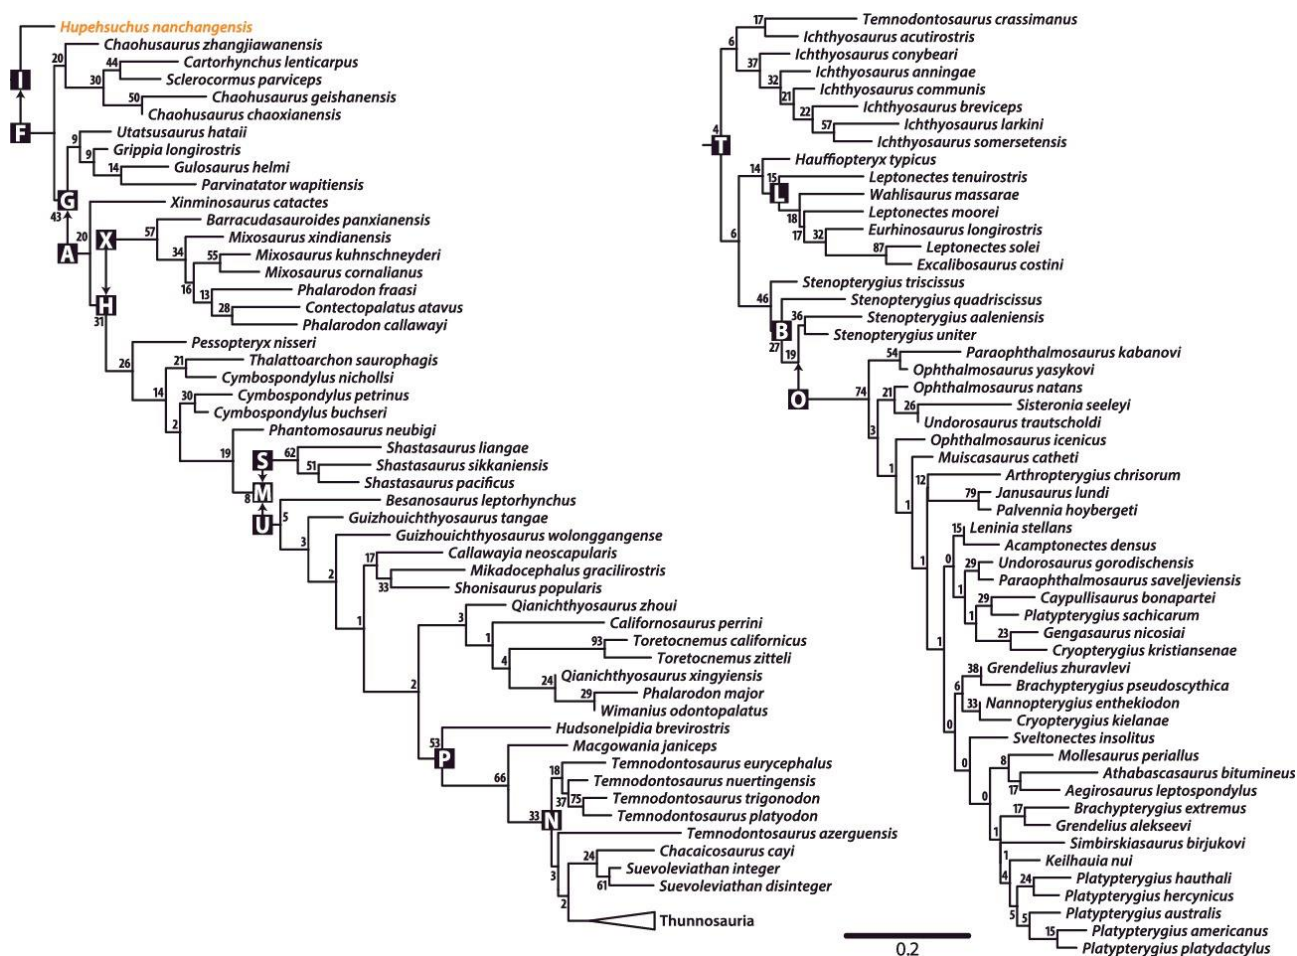 Hupehsuchus nanchangensis
Chaohusaurus zhangjiawanensis
20
44
Cartorhynchus lenticarpus
I
30
Sclerocormus parviceps
50
Chaohusaurus geishanensis
Chaohusaurus chaoxianensis
F
Utatsusaurus hataii
9
Grippia longirostris
9
14
Gulosaurus helmi
Parvinatator wapitiensis
G
43
Xinminosaurus catactes
Barracudasauroides panxianensis
20
X
57
Mixosaurus xindianensis
A
34
55
Mixosaurus kuhnschneyderi
Mixosaurus cornalianus
16
13
Phalarodon fraasi
H
28
Contectopalatus atavus
31
Phalarodon callawayi
Pessopteryx nisseri
26
21
Thalattoarchon saurophagis
Cymbospondylus nichollsi
14
30
Cymbospondylus petrinus
2
Cymbospondylus buchseri
Phantomosaurus neubigi
19
S
62
Shastasaurus liangae
51
Shastasaurus sikkaniensis
Shastasaurus pacificus
8
M
Besanosaurus leptorhynchus
U
5
Guizhouichthyosaurus tangae
3
Guizhouichthyosaurus wolonggangense
17
Callawayia neoscapularis
2
Mikadocephalus gracilirostris
33
Shonisaurus popularis
Qianichthyosaurus zhoui
1
3
Californosaurus perrini
1
93
Toretocnemus californicus
4
Toretocnemus zitteli
Qianichthyosaurus xingyiensis
2
24
29
Phalarodon major
Wimanius odontopalatus
Hudsonelpidia brevirostris
53
P
Macgowania janiceps
66
18
Temnodontosaurus eurycephalus
Temnodontosaurus nuertingensis
37
75
Temnodontosaurus trigonodon
33
N
Temnodontosaurus platyodon
Temnodontosaurus azerguensis
24
Chacaicosaurus cayi
3
Suevoleviathan integer
61
Suevoleviathan disinteger
2
Thunnosauria
17
Temnodontosaurus crassimanus
6
Ichthyosaurus acutirostris
37
Ichthyosaurus conybeari
32
Ichthyosaurus anningae
21
Ichthyosaurus communis
22
Ichthyosaurus breviceps
4
57
Ichthyosaurus larkini
T
Ichthyosaurus somersetensis
Hauffiopteryx typicus
14
15
Leptonectes tenuirostris
L
Wahlisaurus massarae
18
Leptonectes moorei
17
32
Eurhinosaurus longirostris
6
87
Leptonectes solei
Excalibosaurus costini
Stenopterygius triscissus
46
Stenopterygius quadriscissus
36
Stenopterygius aaleniensis
B
Stenopterygius uniter
27
19
54
Paraophthalmosaurus kabanovi
Ophthalmosaurus yasykovi
O
74
21
Ophthalmosaurus natans
26
Sisteronia seeleyi
3
Undorosaurus trautscholdi
Ophthalmosaurus icenicus
1
Muiscasaurus catheti
12
Arthropterygius chrisorum
1
79
Janusaurus lundi
Palvennia hoybergeti
15
Leninia stellans
Acamptonectes densus
1
0
29
Undorosaurus gorodischensis
Paraophthalmosaurus saveljeviensis
1
29
Caypullisaurus bonapartei
1
Platypterygius sachicarum
23
Gengasaurus nicosiai
1
Cryopterygius kristiansenae
38
Grendelius zhuravlevi
6
Brachypterygius pseudoscythica
33
Nannopterygius enthekiodon
0
Cryopterygius kielanae
Sveltonectes insolitus
0
8
Mollesaurus periallus
Athabascasaurus bitumineus
17
Aegirosaurus leptospondylus
0
17
Brachypterygius extremus
Grendelius alekseevi
1
Simbirskiasaurus birjukovi
1
Keilhauia nui
4
24
Platypterygius hauthali
Platypterygius hercynicus
5
5
Platypterygius australis
15
Platypterygius americanus
Platypterygius platydactylus
0.2